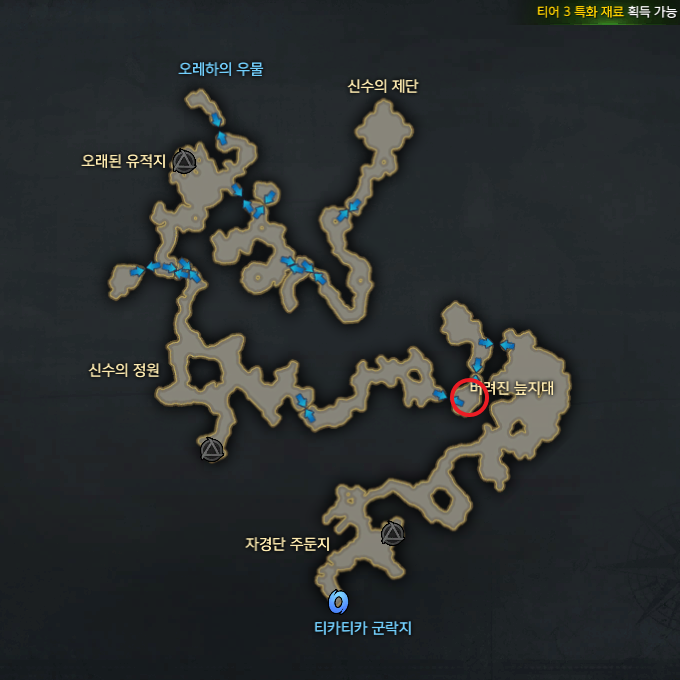 티어 3 특화 재료 획득 가능
오레하의 우물
신수의 제단
오래된 유적지
신수의 정원
버려진 늪지대
자경단 주둔지
티카티카 군락지